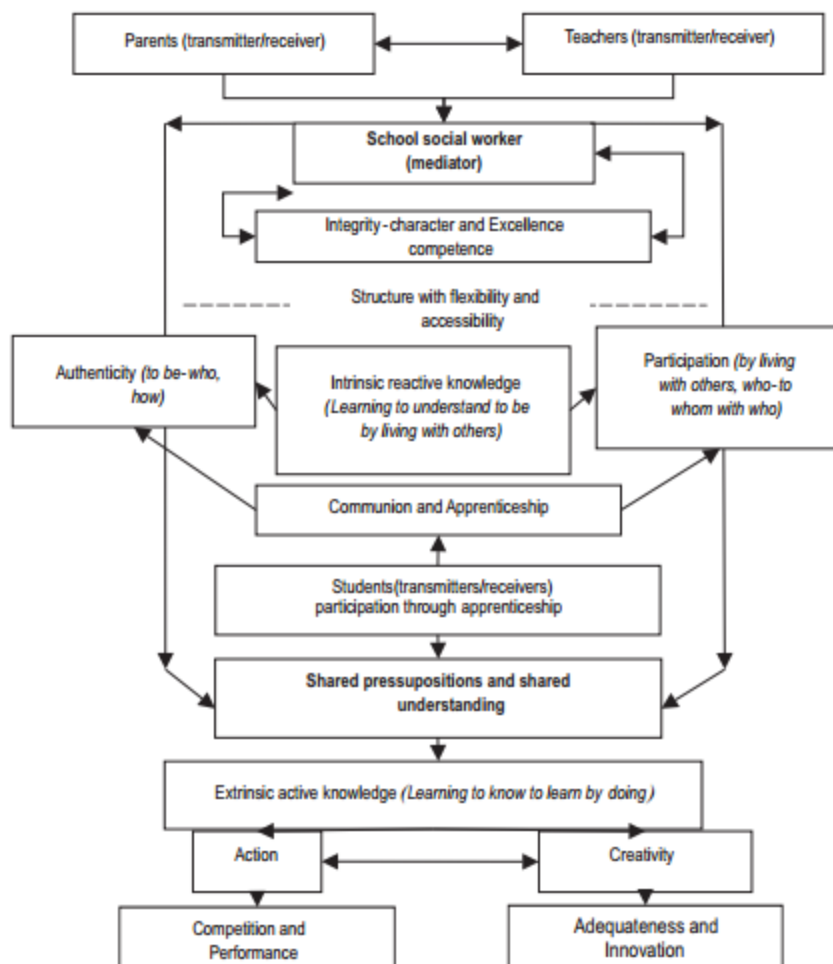 Parents (transmitter/receiver)
Teachers (transmitter/receiver)
School social worker
(mediator)
Integrity-character and Excellence
competence
Structure with flexibility and
accessibility
Authenticity (to be-who,
how)
Intrinsic reactive knowledge
(Learning to understand to be
by living with others)
Participation (by living
with others, who-to
whom with who)
Communion and Apprenticeship
Students(transmitters/receivers)
participation through apprenticeship
Shared pressupositions and shared
understanding
Extrinsic active knowledge (Learning to know to learn by doing)
Action
Creativity
Competition and
Performance
Adequateness and
Innovation